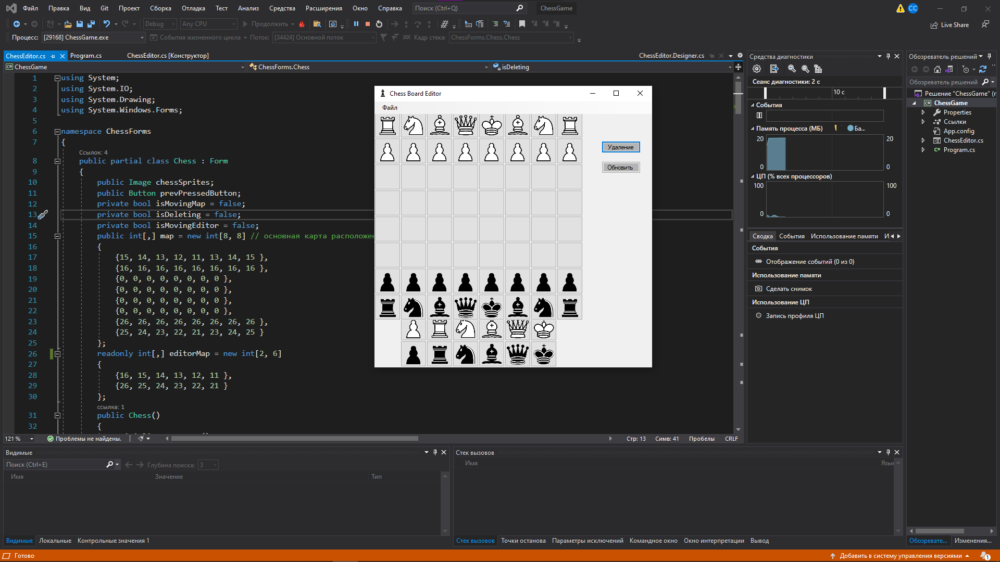 Файл Правка Вид Git Проект Сборка Отладка Тест Анализ Средства Расширения Окно Справка Поиск (Ctrl+Q) ChessGame CC
Debug Any CPU Продолжить Live Share
Процесс: [29168] ChessGame.exe События жизненного цикла Поток: [34424] Основной поток Кадр стека: ChessForms.Chess.Chess
ChessEditor.cs Program.cs ChessEditor.cs [Конструктор] ChessEditor.Designer.cs
ChessGame ChessForms.Chess isDeleting
1 using System;
2 using System.IO;
3 using System.Drawing;
4 using System.Windows.Forms;
5
6 namespace ChessForms
7 {
Ссылок: 4
8 public partial class Chess : Form
9 {
10 public Image chessSprites;
11 public Button prevPressedButton;
12 private bool isMovingMap = false;
13 private bool isDeleting = false;
14 private bool isMovingEditor = false;
15 public int[,] map = new int[8, 8] // основная карта
16 {
17 {15, 14, 13, 12, 11, 13, 14, 15 },
18 {16, 16, 16, 16, 16, 16, 16, 16 },
19 {0, 0, 0, 0, 0, 0, 0, 0 },
20 {0, 0, 0, 0, 0, 0, 0, 0 },
21 {0, 0, 0, 0, 0, 0, 0, 0 },
22 {0, 0, 0, 0, 0, 0, 0, 0 },
23 {26, 26, 26, 26, 26, 26, 26, 26 },
24 {25, 24, 23, 22, 21, 23, 24, 25 }
25 };
26 readonly int[,] editorMap = new int[2, 6]
27 {
28 {16, 15, 14, 13, 12, 11 },
29 {26, 25, 24, 23, 22, 21 }
30 };
ссылка: 1
31 public Chess()
32 {
Chess Board Editor
Файл
Удаление
Обновить
121 % Проблемы не найдены. Стр: 13 Симв: 41 Пробелы CRLF
Средства диагностики
Сеанс диагностики: 2 с
10 с
События
Память процесса (МБ) Ба...
20 20
0 0
ЦП (% всех процессоров)
100 100
0 0
Сводка События Использование памяти И
События
Отображение событий (0 из 0)
Использование памяти
Сделать снимок
Использование ЦП
Запись профиля ЦП
Обозреватель решений
Обозреватель решений
Решение "ChessGame" (
ChessGame
Properties
Ссылки
App.config
ChessEditor.cs
Program.cs
Видимые
Поиск (Ctrl+E) Глубина поиска: 3
Имя Значение Тип
Видимые Локальные Контрольные значения 1
Стек вызовов
Имя Язык
Стек вызовов Точки останова Параметры исключений Командное окно Окно интерпретации Вывод
Обозревате... Изменения...
Готово Добавить в систему управления версиями 1